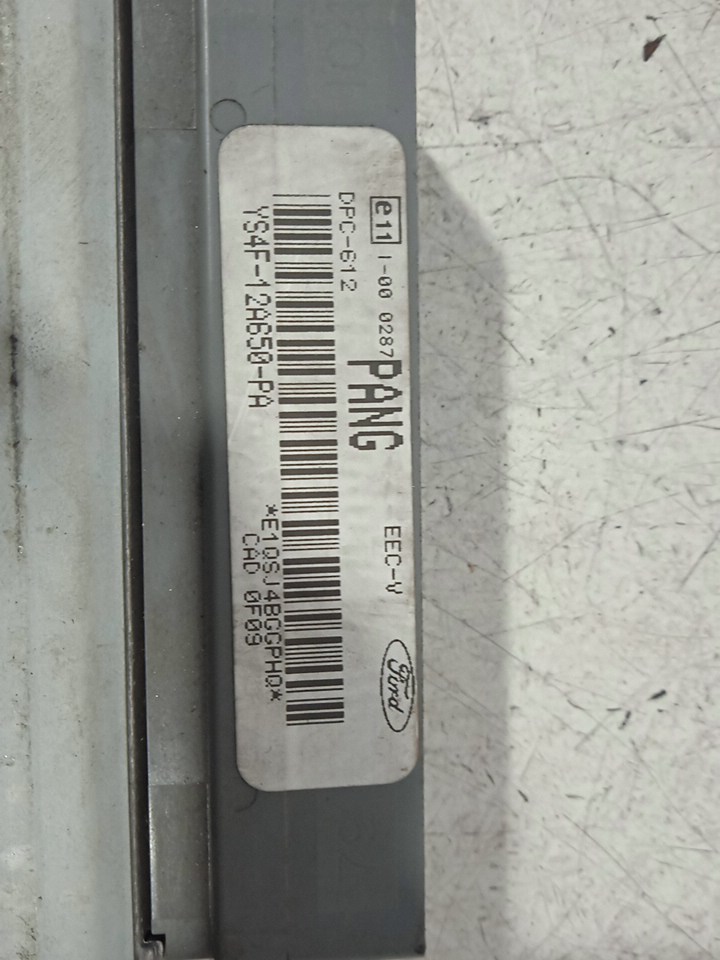 e11 1-00 0287 EEC-V Ford
PANG
DPC-612
YS4F-12A650-PA
*E1QSJ4BGGPHQ*
CAD 0F09